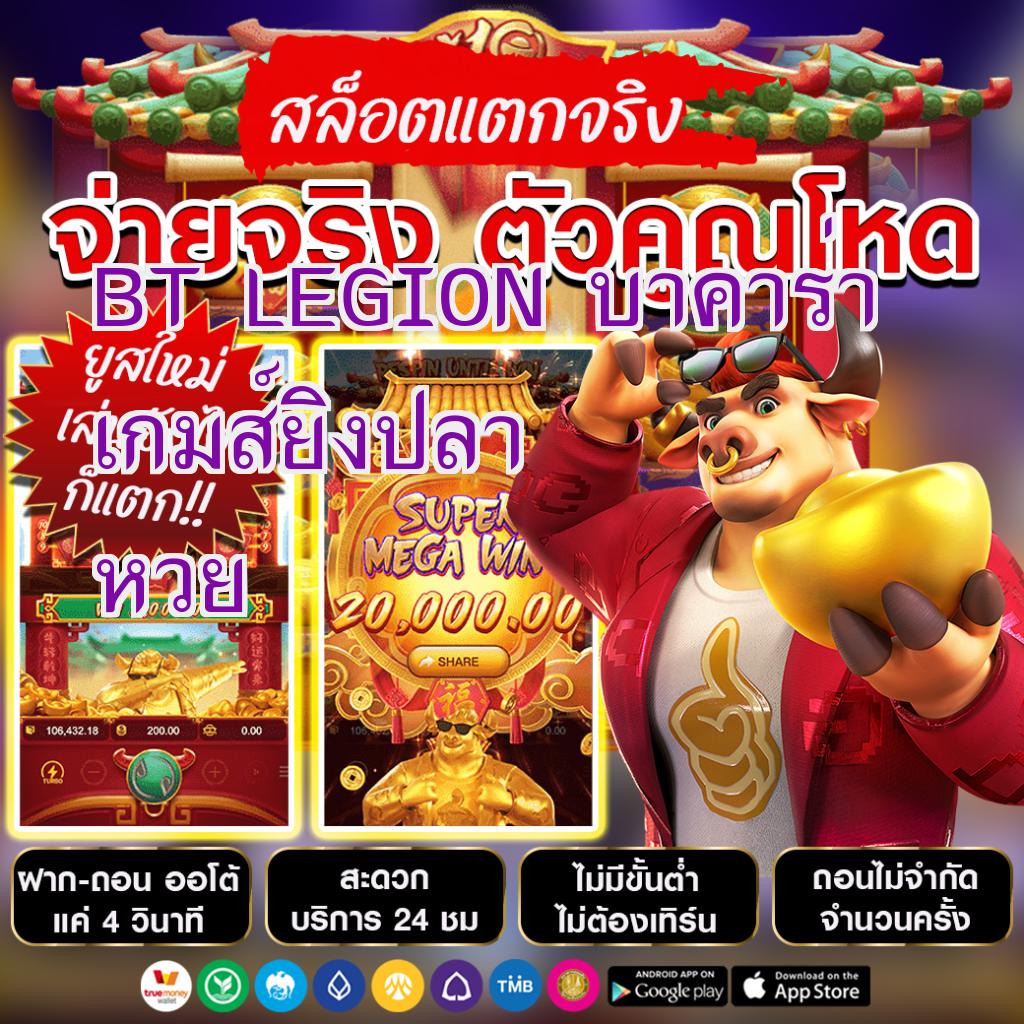 สล็อตแตกจริง
จ่ายจริง ตัวคูณโหด
BT LEGION บาคาร่า
ยูสใหม่
เกมส์ยิงปลา
ก็แตก!!
หวย
SUPER
MEGA WIN
20,000.00
SHARE
106,432.18 200.00 0.00
TURBO
ฝาก-ถอน ออโต้
แค่ 4 วินาที
สะดวก
บริการ 24 ชม
ไม่มีขั้นต่ำ
ไม่ต้องเทิร์น
ถอนไม่จำกัด
จำนวนครั้ง
truemoney
wallet
TMB
ANDROID APP ON
Google play
Download on the
App Store